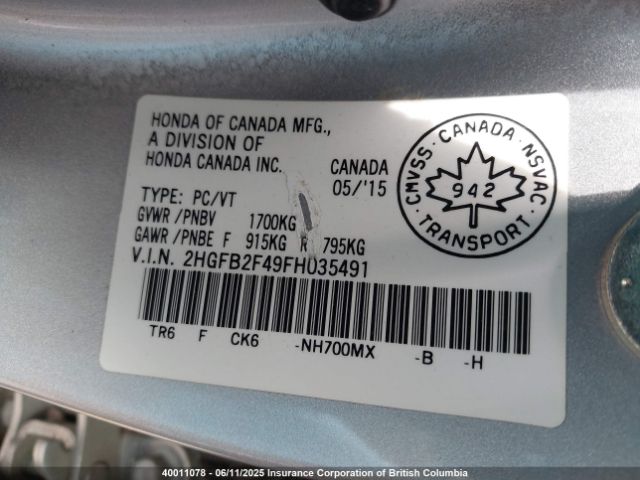 HONDA OF CANADA MFG.,
A DIVISION OF
HONDA CANADA INC. CANADA
05/'15
TYPE: PC/VT
GVWR /PNBV 1700KG
GAWR /PNBE F 915KG R 795KG
V.I.N. 2HGFB2F49FH035491
TR6 F CK6 -NH700MX -B -H
CMVSS · CANADA · NSVAC
942
TRANSPORT
40011078 - 06/11/2025 Insurance Corporation of British Columbia